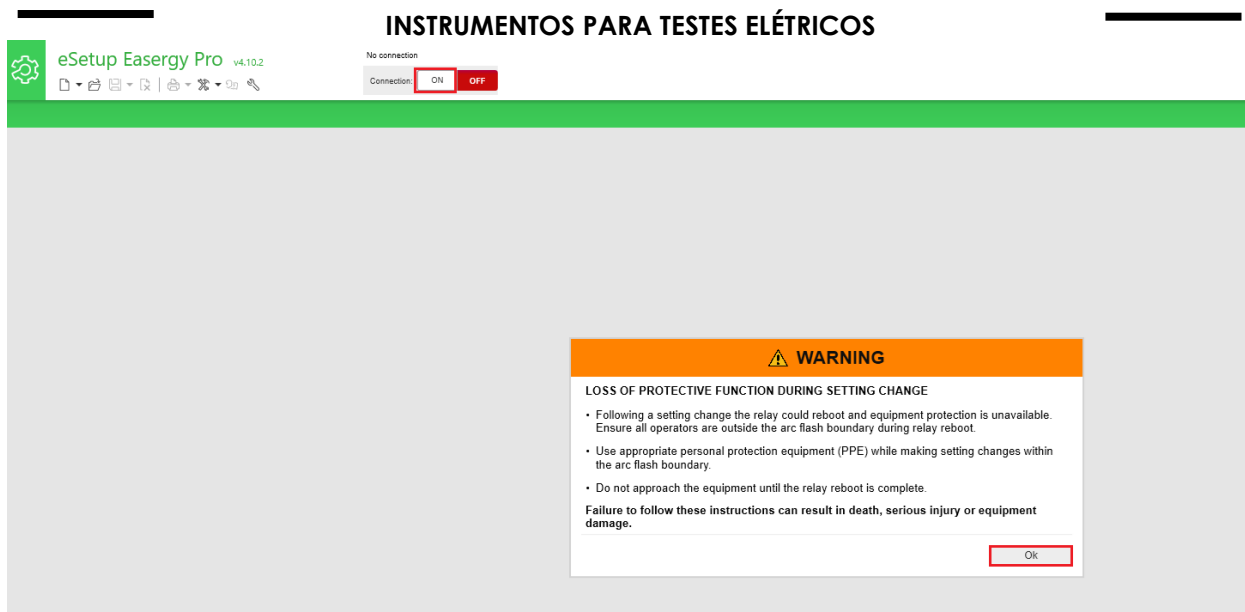 INSTRUMENTOS PARA TESTES ELÉTRICOS
eSetup Easergy Pro v4.10.2
No connection
Connection: ON OFF
WARNING
LOSS OF PROTECTIVE FUNCTION DURING SETTING CHANGE
• Following a setting change the relay could reboot and equipment protection is unavailable.
Ensure all operators are outside the arc flash boundary during relay reboot.
• Use appropriate personal protection equipment (PPE) while making setting changes within
the arc flash boundary.
• Do not approach the equipment until the relay reboot is complete.
Failure to follow these instructions can result in death, serious injury or equipment
damage.
Ok